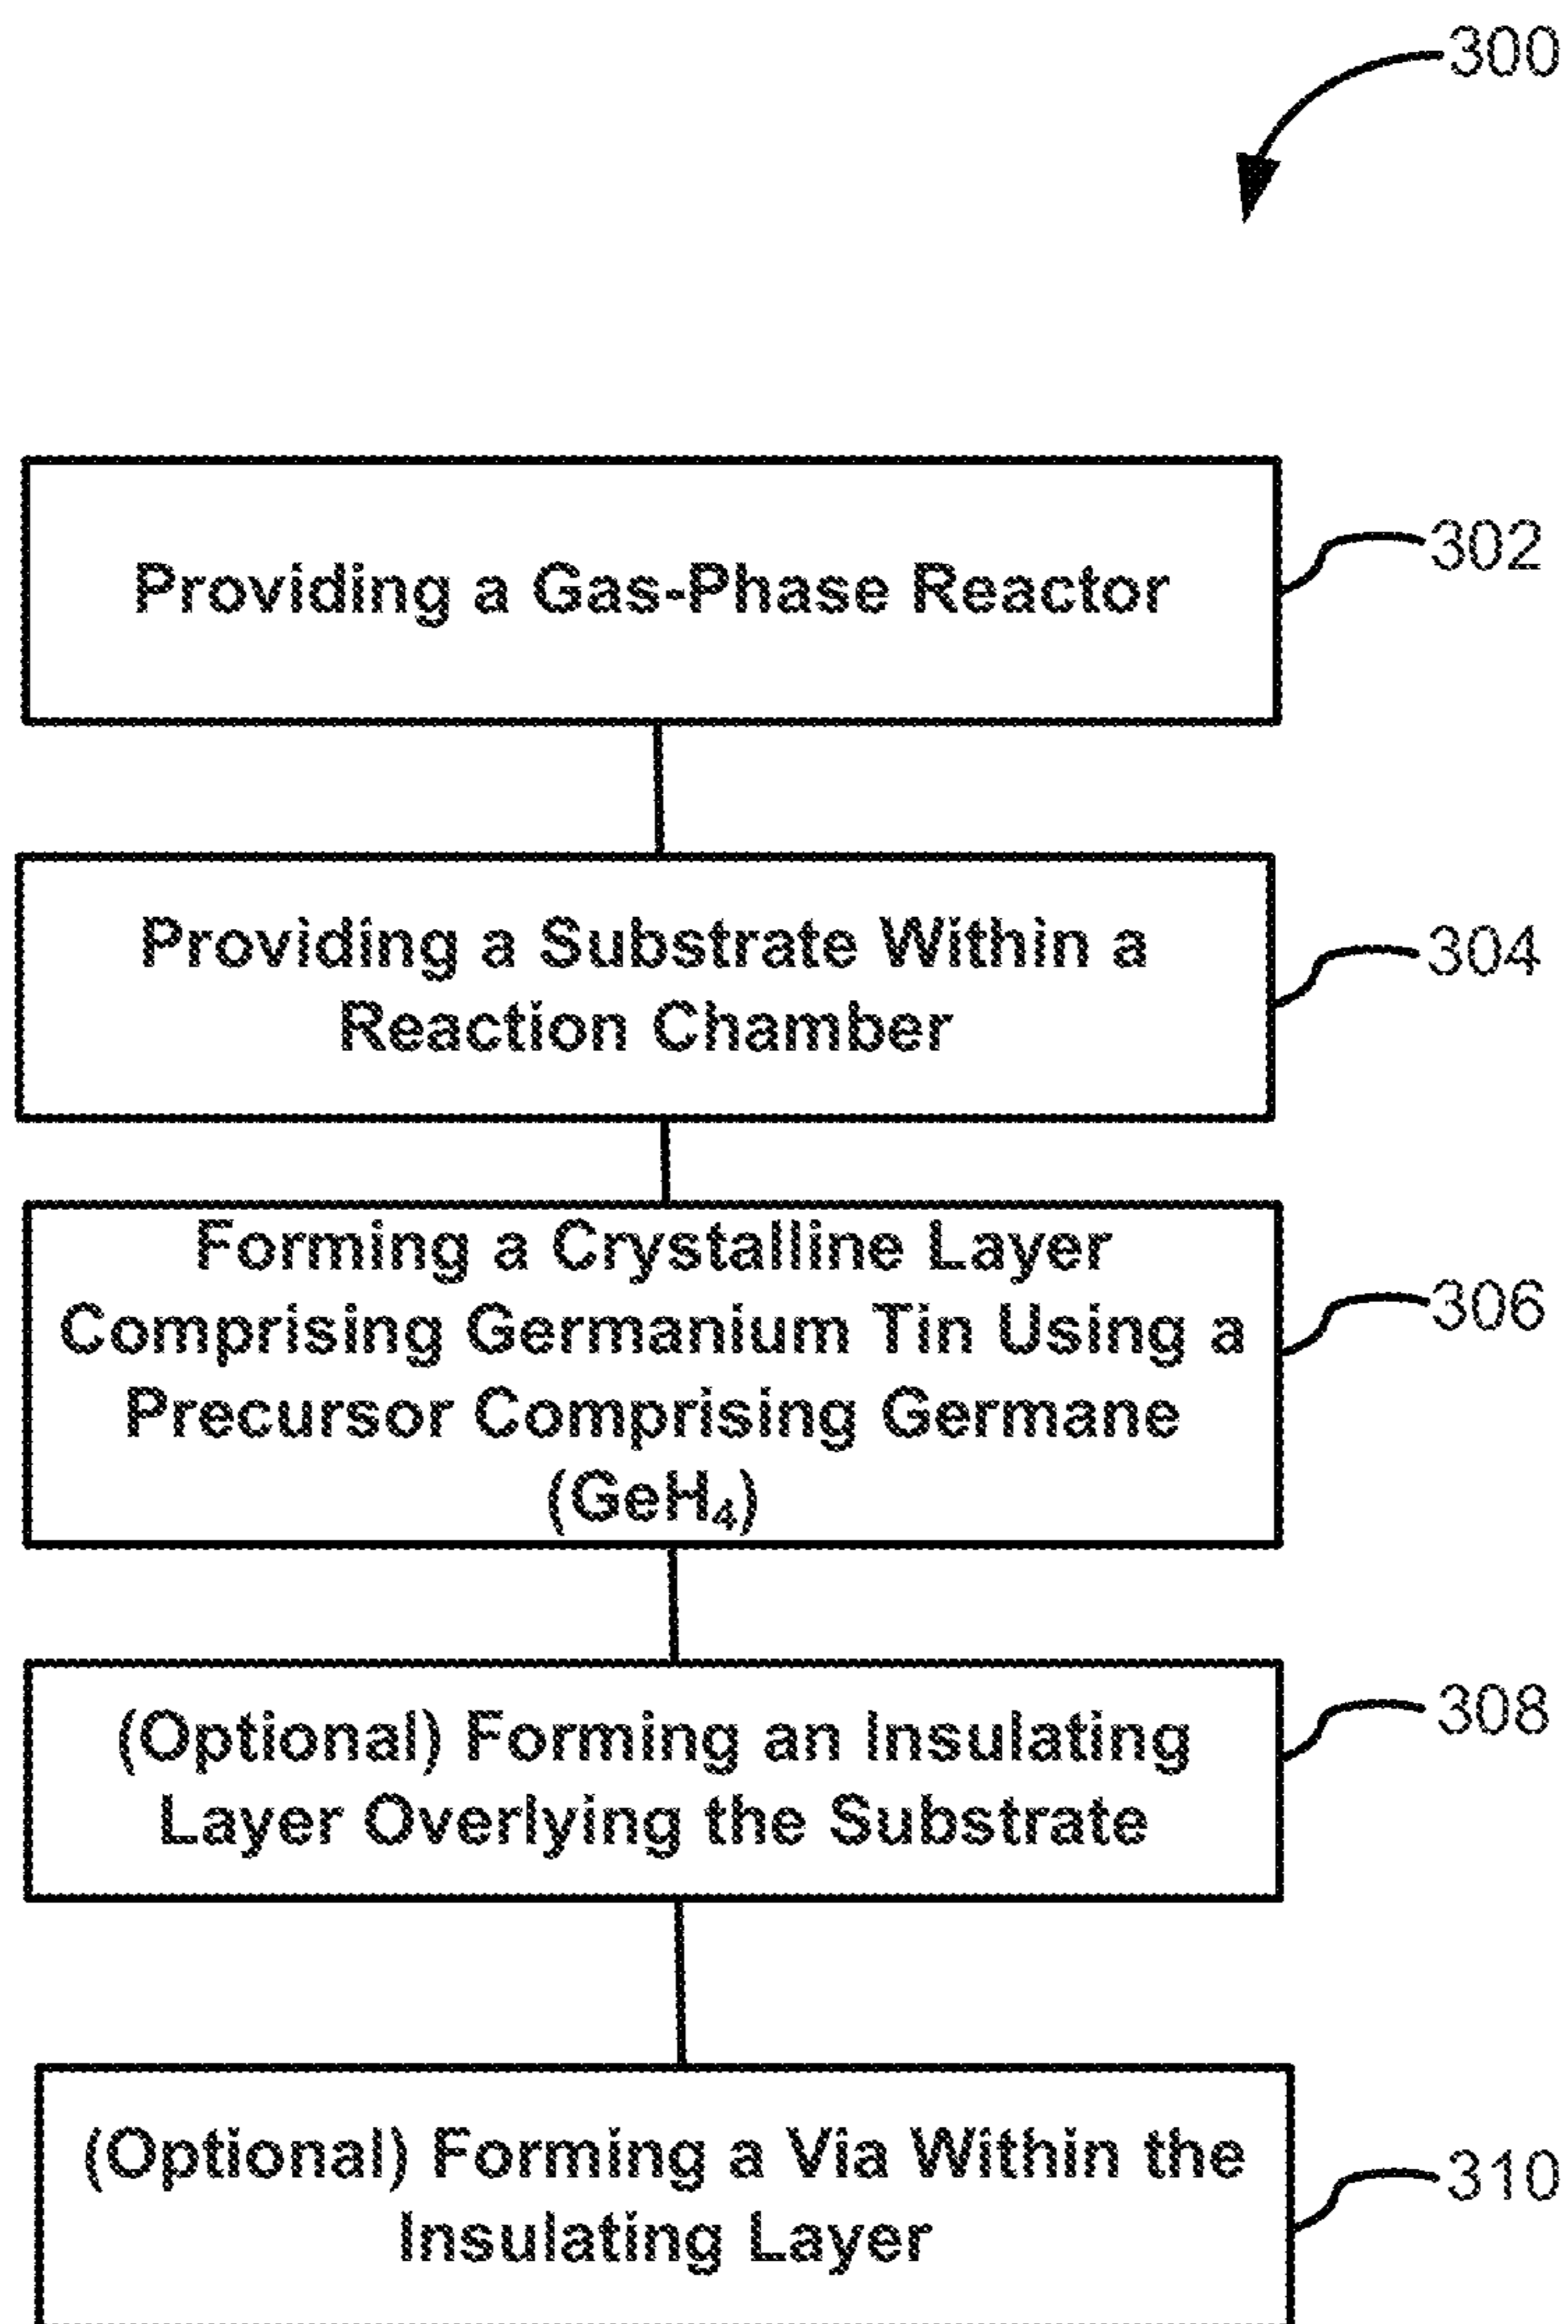 300
Providing a Gas-Phase Reactor
302
Providing a Substrate Within a
Reaction Chamber
304
Forming a Crystalline Layer
Comprising Germanium Tin Using a
Precursor Comprising Germane
(GeH₄)
306
(Optional) Forming an Insulating
Layer Overlying the Substrate
308
(Optional) Forming a Via Within the
Insulating Layer
310